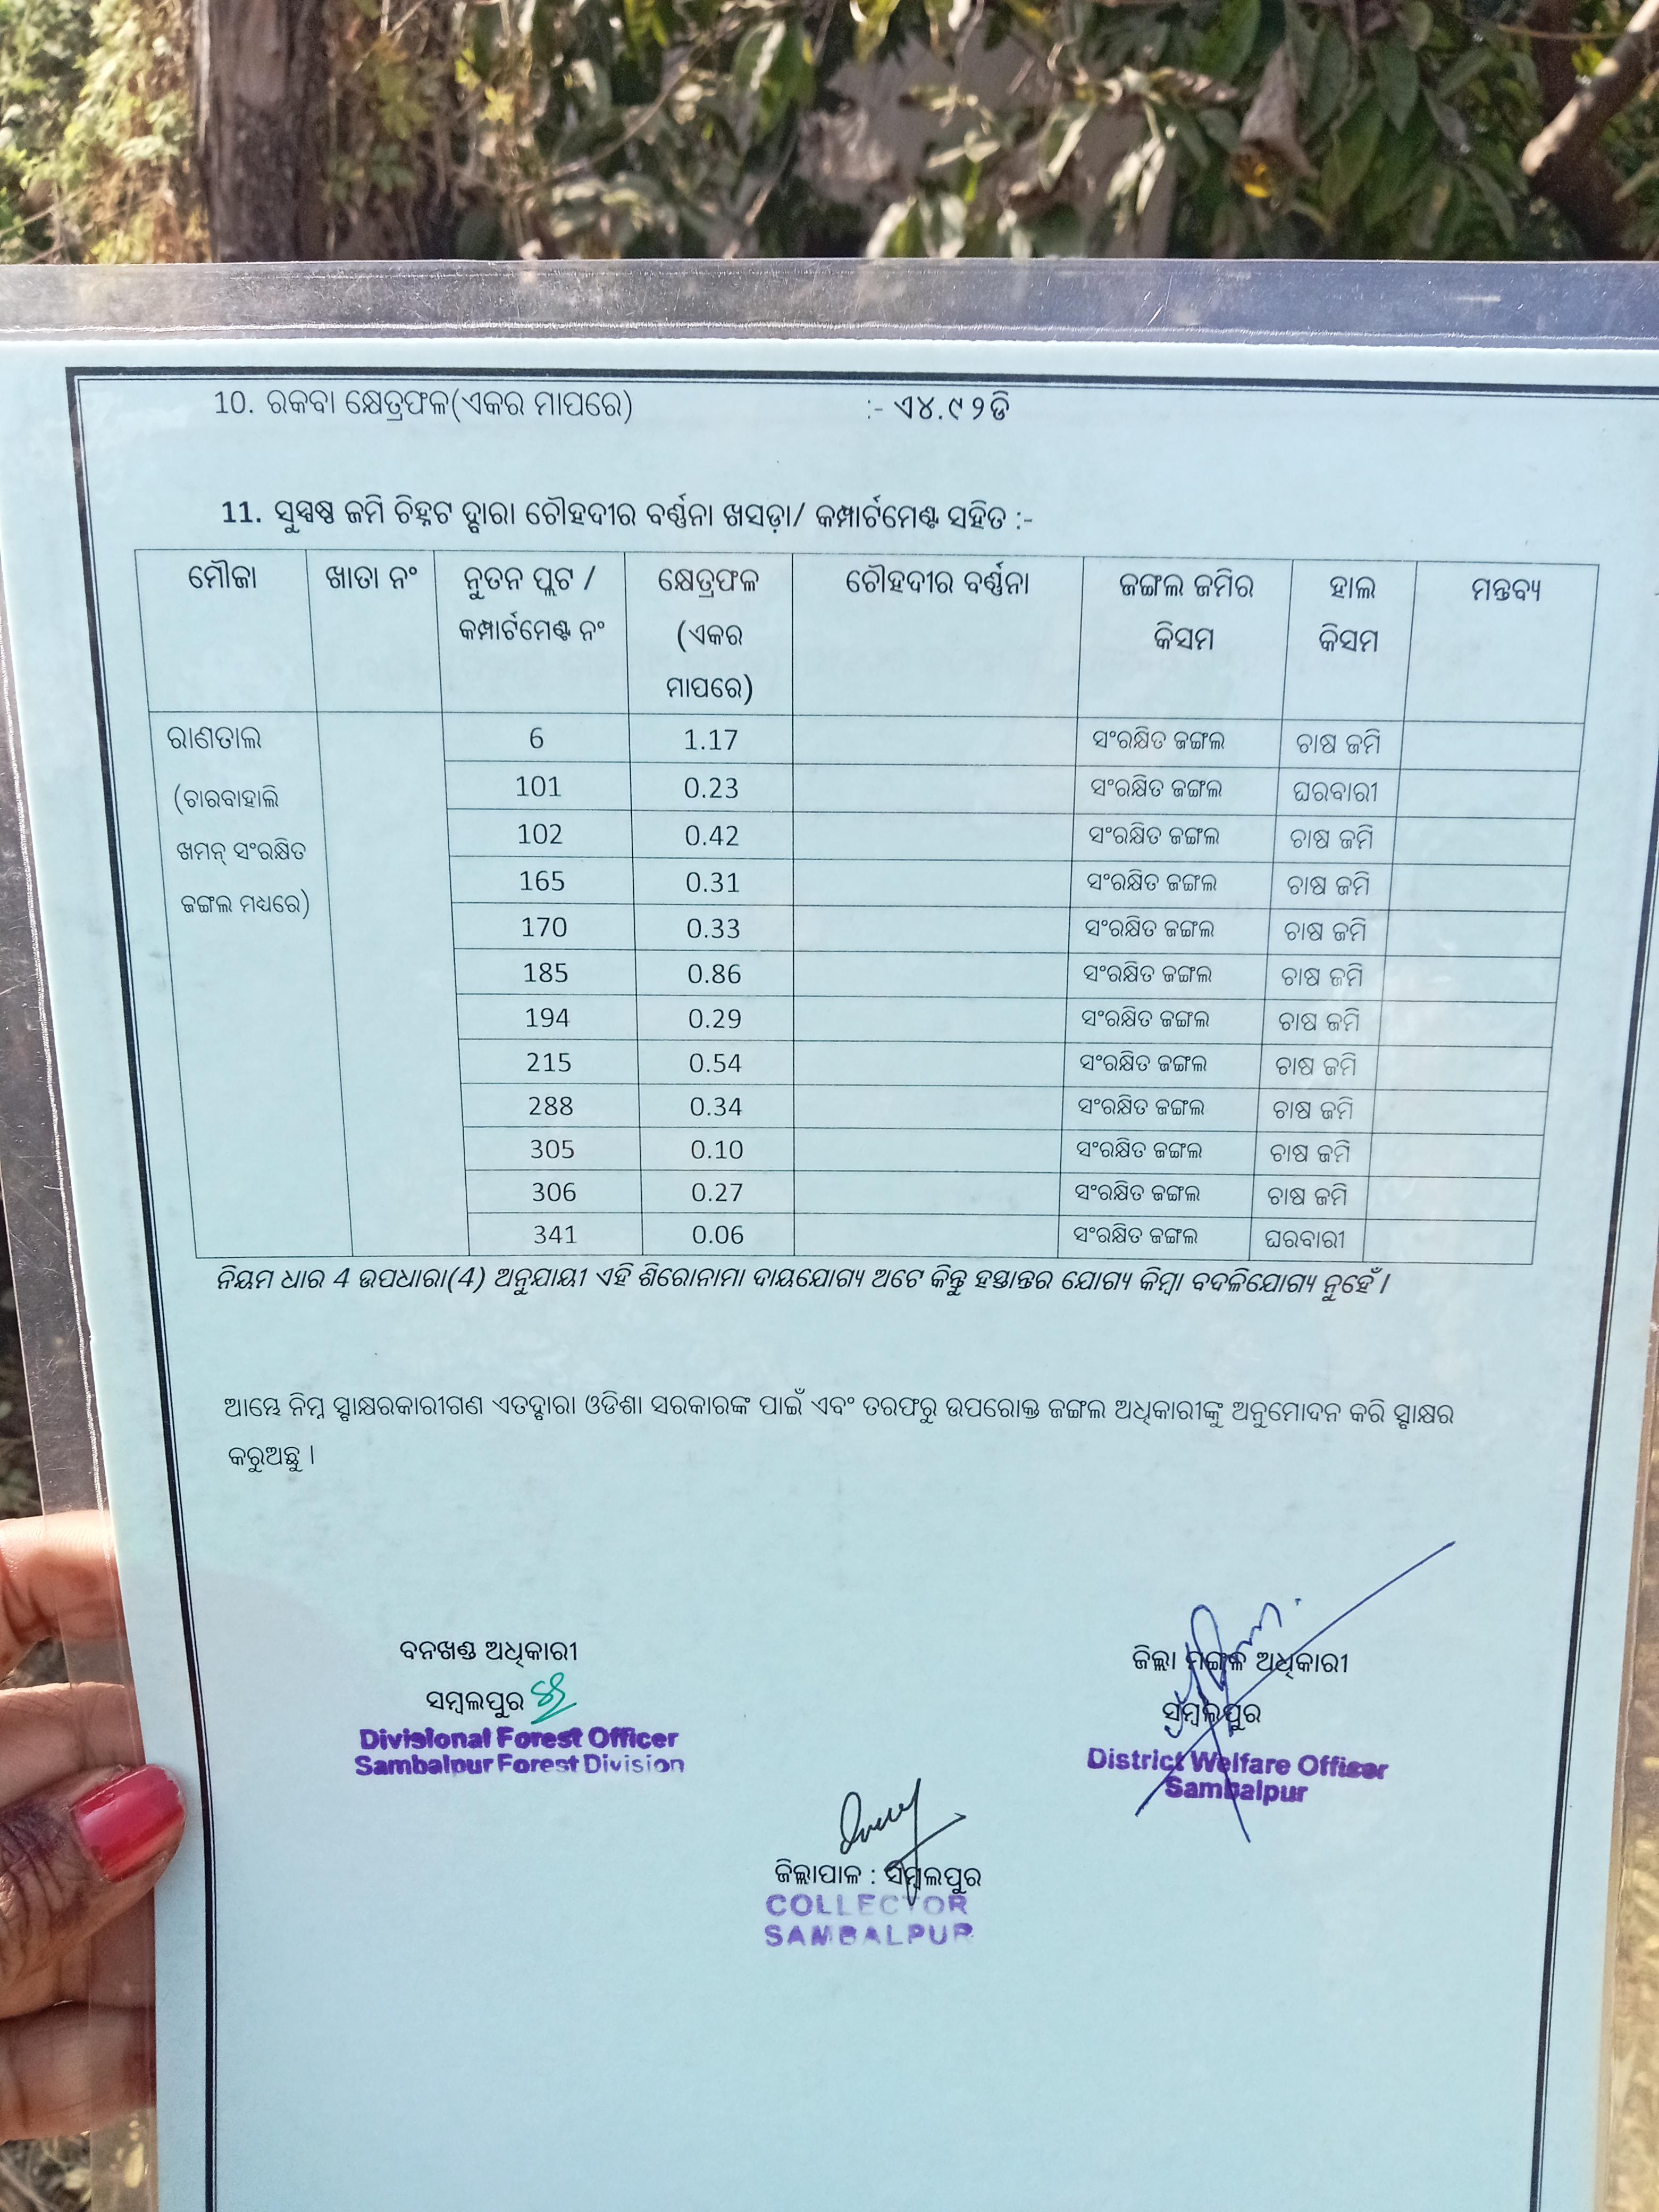 10. ରକବା କ୍ଷେତ୍ରଫଳ(ଏକର ମାପରେ) :- ଏ୪.୯୨ଡି
11. ସୁସ୍ପଷ୍ଟ ଜମି ଚିହ୍ନଟ ଦ୍ବାରା ଚୌହଦୀର ବର୍ଣ୍ଣନା ଖସଡ଼ା/ କମ୍ପାର୍ଟମେଣ୍ଟ ସହିତ :-
ମୌଜା ଖାତା ନଂ ନୁତନ ପ୍ଲଟ / କମ୍ପାର୍ଟମେଣ୍ଟ ନଂ କ୍ଷେତ୍ରଫଳ (ଏକର ମାପରେ) ଚୌହଦୀର ବର୍ଣ୍ଣନା ଜଙ୍ଗଲ ଜମିର କିସମ ହାଲ କିସମ ମନ୍ତବ୍ୟ
ରାଣତାଲ
(ଚାରବାହାଲି
ଖମନ୍ ସଂରକ୍ଷିତ
ଜଙ୍ଗଲ ମଧ୍ୟରେ)
6 1.17 ସଂରକ୍ଷିତ ଜଙ୍ଗଲ ଚାଷ ଜମି
101 0.23 ସଂରକ୍ଷିତ ଜଙ୍ଗଲ ଘରବାରୀ
102 0.42 ସଂରକ୍ଷିତ ଜଙ୍ଗଲ ଚାଷ ଜମି
165 0.31 ସଂରକ୍ଷିତ ଜଙ୍ଗଲ ଚାଷ ଜମି
170 0.33 ସଂରକ୍ଷିତ ଜଙ୍ଗଲ ଚାଷ ଜମି
185 0.86 ସଂରକ୍ଷିତ ଜଙ୍ଗଲ ଚାଷ ଜମି
194 0.29 ସଂରକ୍ଷିତ ଜଙ୍ଗଲ ଚାଷ ଜମି
215 0.54 ସଂରକ୍ଷିତ ଜଙ୍ଗଲ ଚାଷ ଜମି
288 0.34 ସଂରକ୍ଷିତ ଜଙ୍ଗଲ ଚାଷ ଜମି
305 0.10 ସଂରକ୍ଷିତ ଜଙ୍ଗଲ ଚାଷ ଜମି
306 0.27 ସଂରକ୍ଷିତ ଜଙ୍ଗଲ ଚାଷ ଜମି
341 0.06 ସଂରକ୍ଷିତ ଜଙ୍ଗଲ ଘରବାରୀ
ନିୟମ ଧାର 4 ଉପଧାରା(4) ଅନୁଯାୟୀ ଏହି ଶିରୋନାମା ଦାୟଯୋଗ୍ୟ ଅଟେ କିନ୍ତୁ ହସ୍ତାନ୍ତର ଯୋଗ୍ୟ କିମ୍ବା ବଦଳିଯୋଗ୍ୟ ନୁହେଁ ।
ଆମ୍ଭେ ନିମ୍ନ ସ୍ବାକ୍ଷରକାରୀଗଣ ଏତଦ୍ବାରା ଓଡିଶା ସରକାରଙ୍କ ପାଇଁ ଏବଂ ତରଫରୁ ଉପରୋକ୍ତ ଜଙ୍ଗଲ ଅଧିକାରୀଙ୍କୁ ଅନୁମୋଦନ କରି ସ୍ବାକ୍ଷର
କରୁଅଛୁ ।
ବନଖଣ୍ଡ ଅଧିକାରୀ
ସମ୍ବଲପୁର
Divisional Forest Officer
Sambalpur Forest Division
ଜିଲ୍ଲା ମଙ୍ଗଳ ଅଧିକାରୀ
ସମ୍ବଲପୁର
District Welfare Officer
Sambalpur
ଜିଲ୍ଲାପାଳ : ସମ୍ବଲପୁର
COLLECTOR
SAMBALPUR